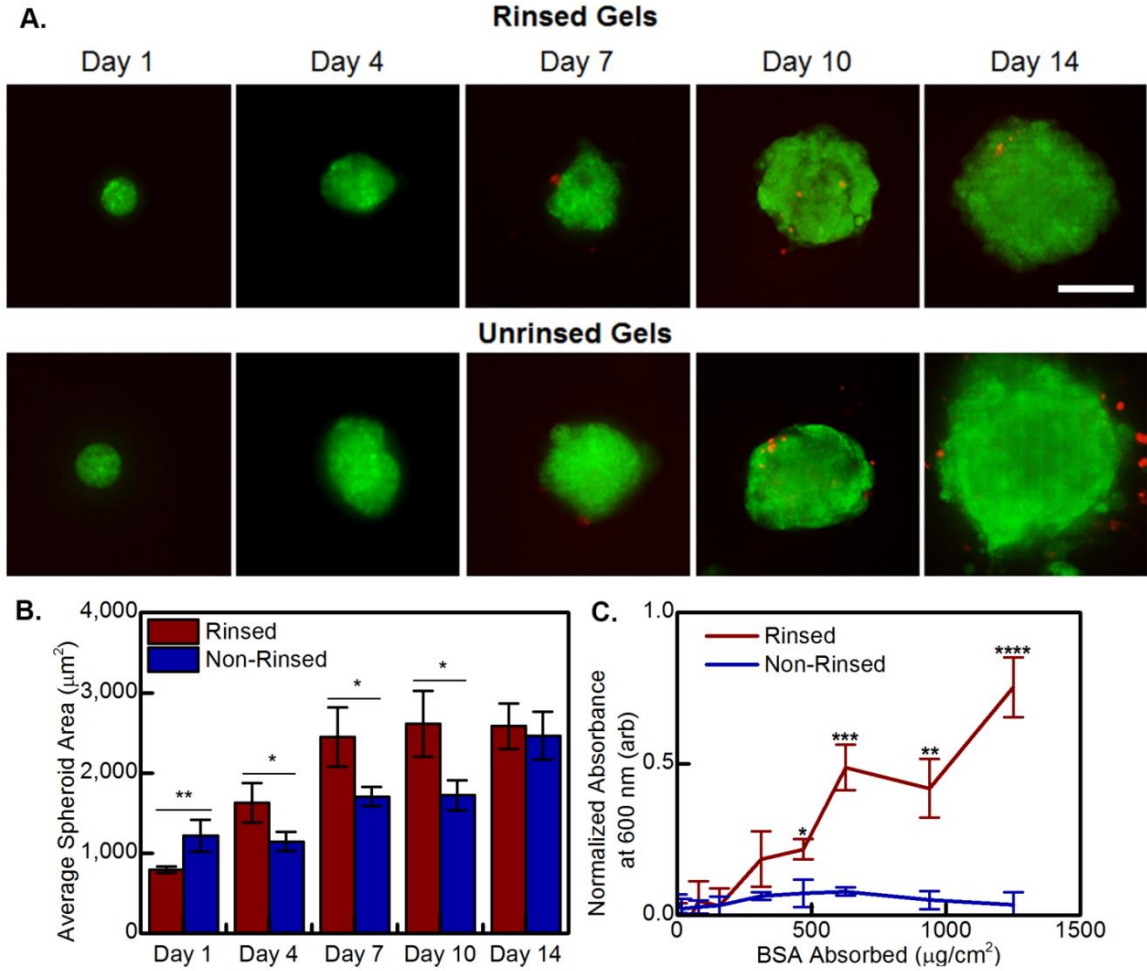 A.
Rinsed Gels
Day 1 Day 4 Day 7 Day 10 Day 14
Unrinsed Gels
B.
Average Spheroid Area (μm²)
4,000
3,000
2,000
1,000
0
Rinsed
Non-Rinsed
** * * *
Day 1 Day 4 Day 7 Day 10 Day 14
C.
Normalized Absorbance
at 600 nm (arb)
1.0
0.5
0.0
Rinsed
Non-Rinsed
* *** ** ****
0 500 1000 1500
BSA Absorbed (μg/cm²)